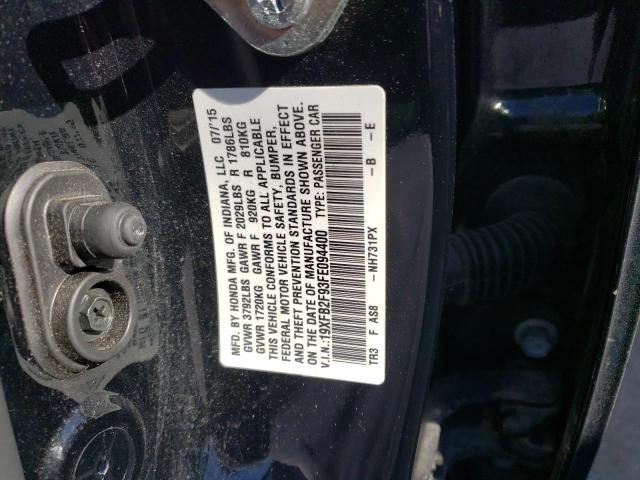 MFD. BY HONDA MFG. OF INDIANA, LLC 07/15
GVWR 3792LBS GAWR F 2029LBS R 1786LBS
GVWR 1720KG GAWR F 920KG R 810KG
THIS VEHICLE CONFORMS TO ALL APPLICABLE
FEDERAL MOTOR VEHICLE SAFETY, BUMPER,
AND THEFT PREVENTION STANDARDS IN EFFECT
ON THE DATE OF MANUFACTURE SHOWN ABOVE.
V.I.N.:19XFB2F93FE094400 TYPE: PASSENGER CAR
TR3 F AS8 -NH731PX -B -E